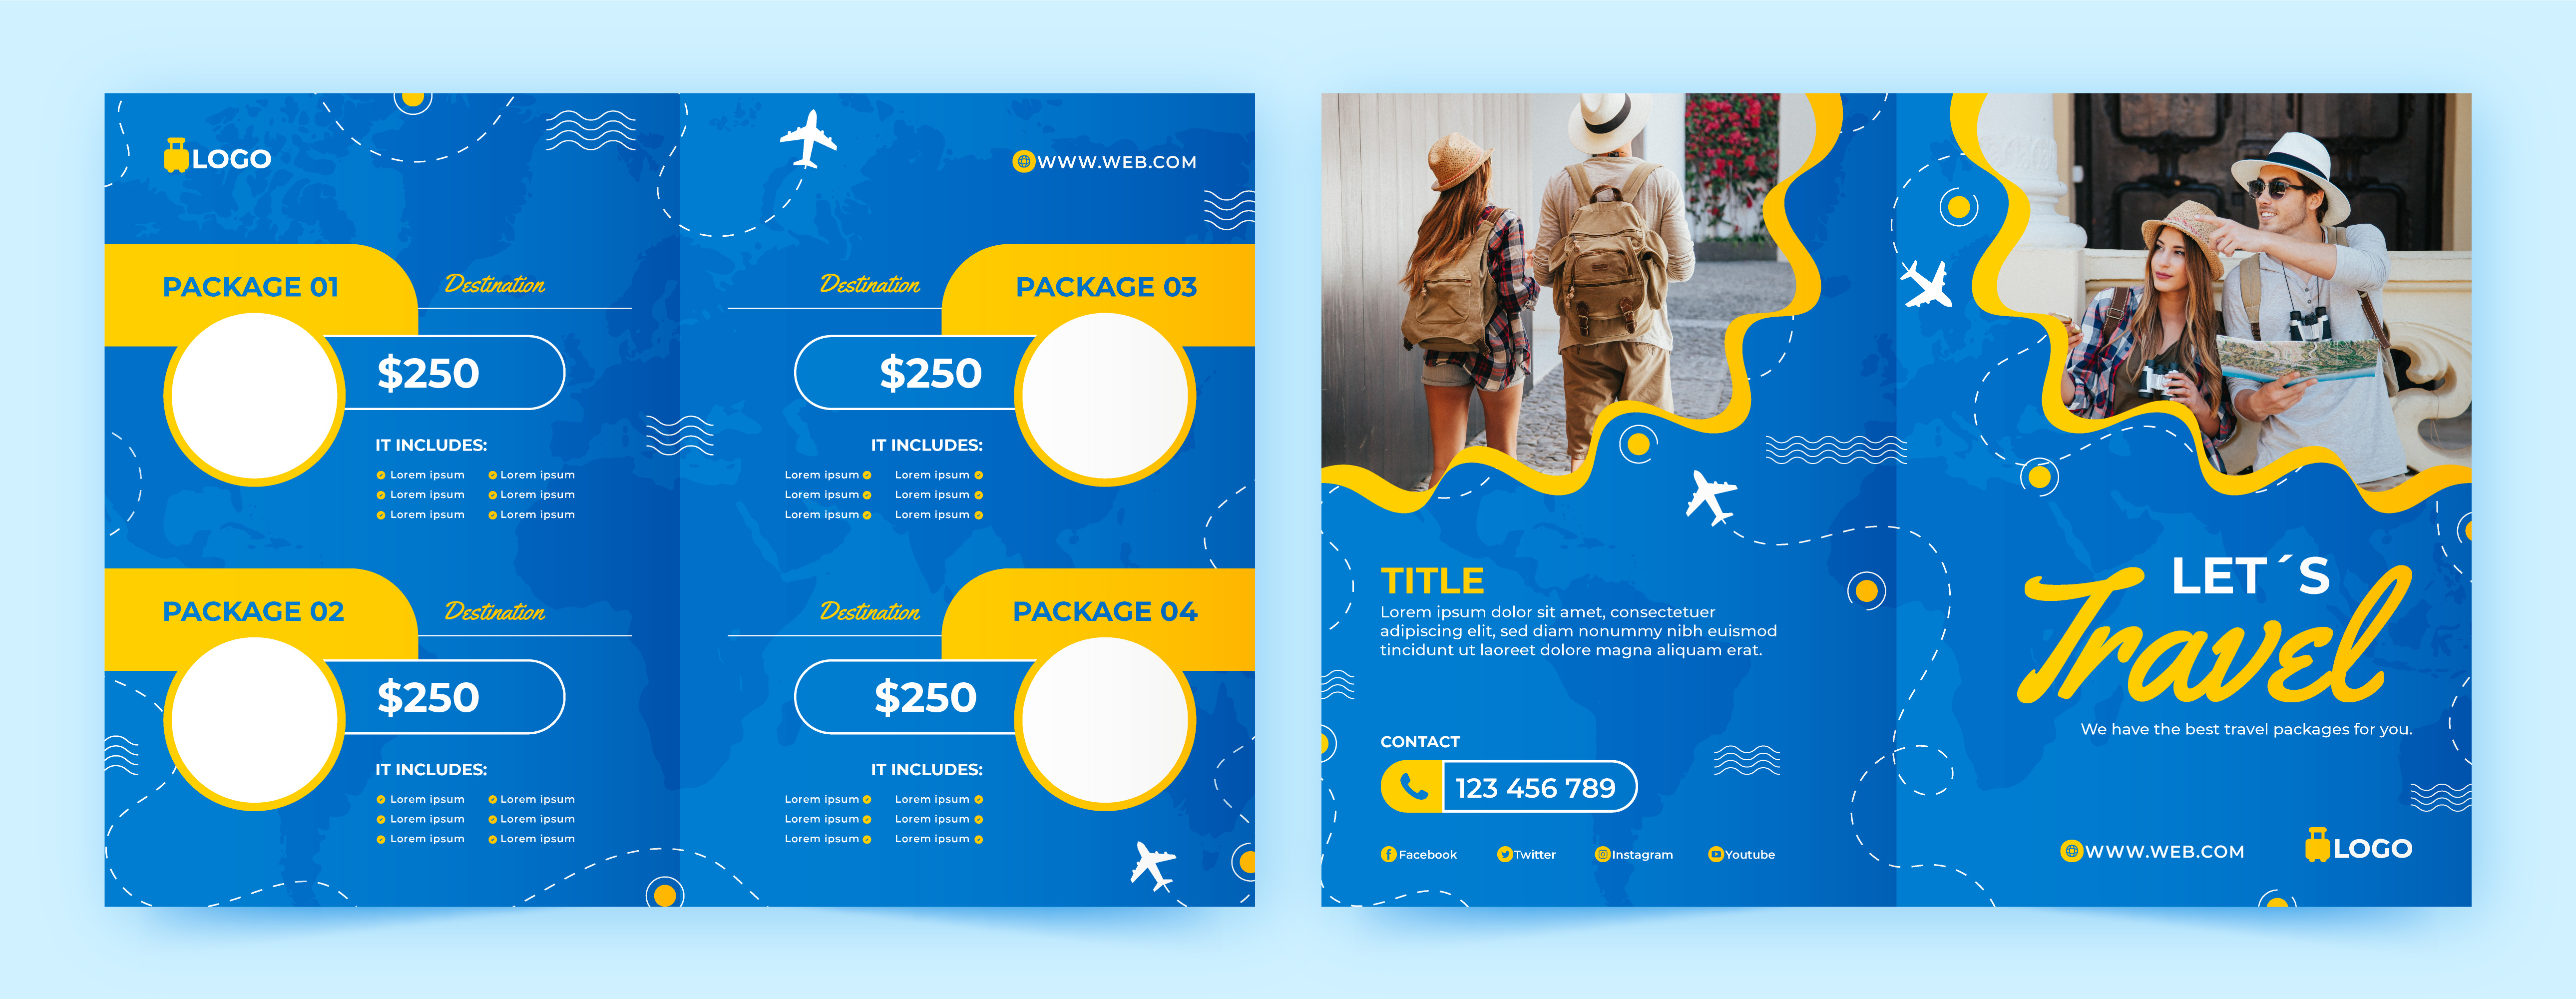 LOGO
WWW.WEB.COM
PACKAGE 01
Destination
$250
IT INCLUDES:
Lorem ipsum Lorem ipsum
Lorem ipsum Lorem ipsum
Lorem ipsum Lorem ipsum
PACKAGE 02
Destination
$250
IT INCLUDES:
Lorem ipsum Lorem ipsum
Lorem ipsum Lorem ipsum
Lorem ipsum Lorem ipsum
Destination
PACKAGE 03
$250
IT INCLUDES:
Lorem ipsum Lorem ipsum
Lorem ipsum Lorem ipsum
Lorem ipsum Lorem ipsum
Destination
PACKAGE 04
$250
IT INCLUDES:
Lorem ipsum Lorem ipsum
Lorem ipsum Lorem ipsum
Lorem ipsum Lorem ipsum
TITLE
Lorem ipsum dolor sit amet, consectetuer
adipiscing elit, sed diam nonummy nibh euismod
tincidunt ut laoreet dolore magna aliquam erat.
CONTACT
123 456 789
Facebook Twitter Instagram Youtube
LET´S
Travel
We have the best travel packages for you.
WWW.WEB.COM
LOGO